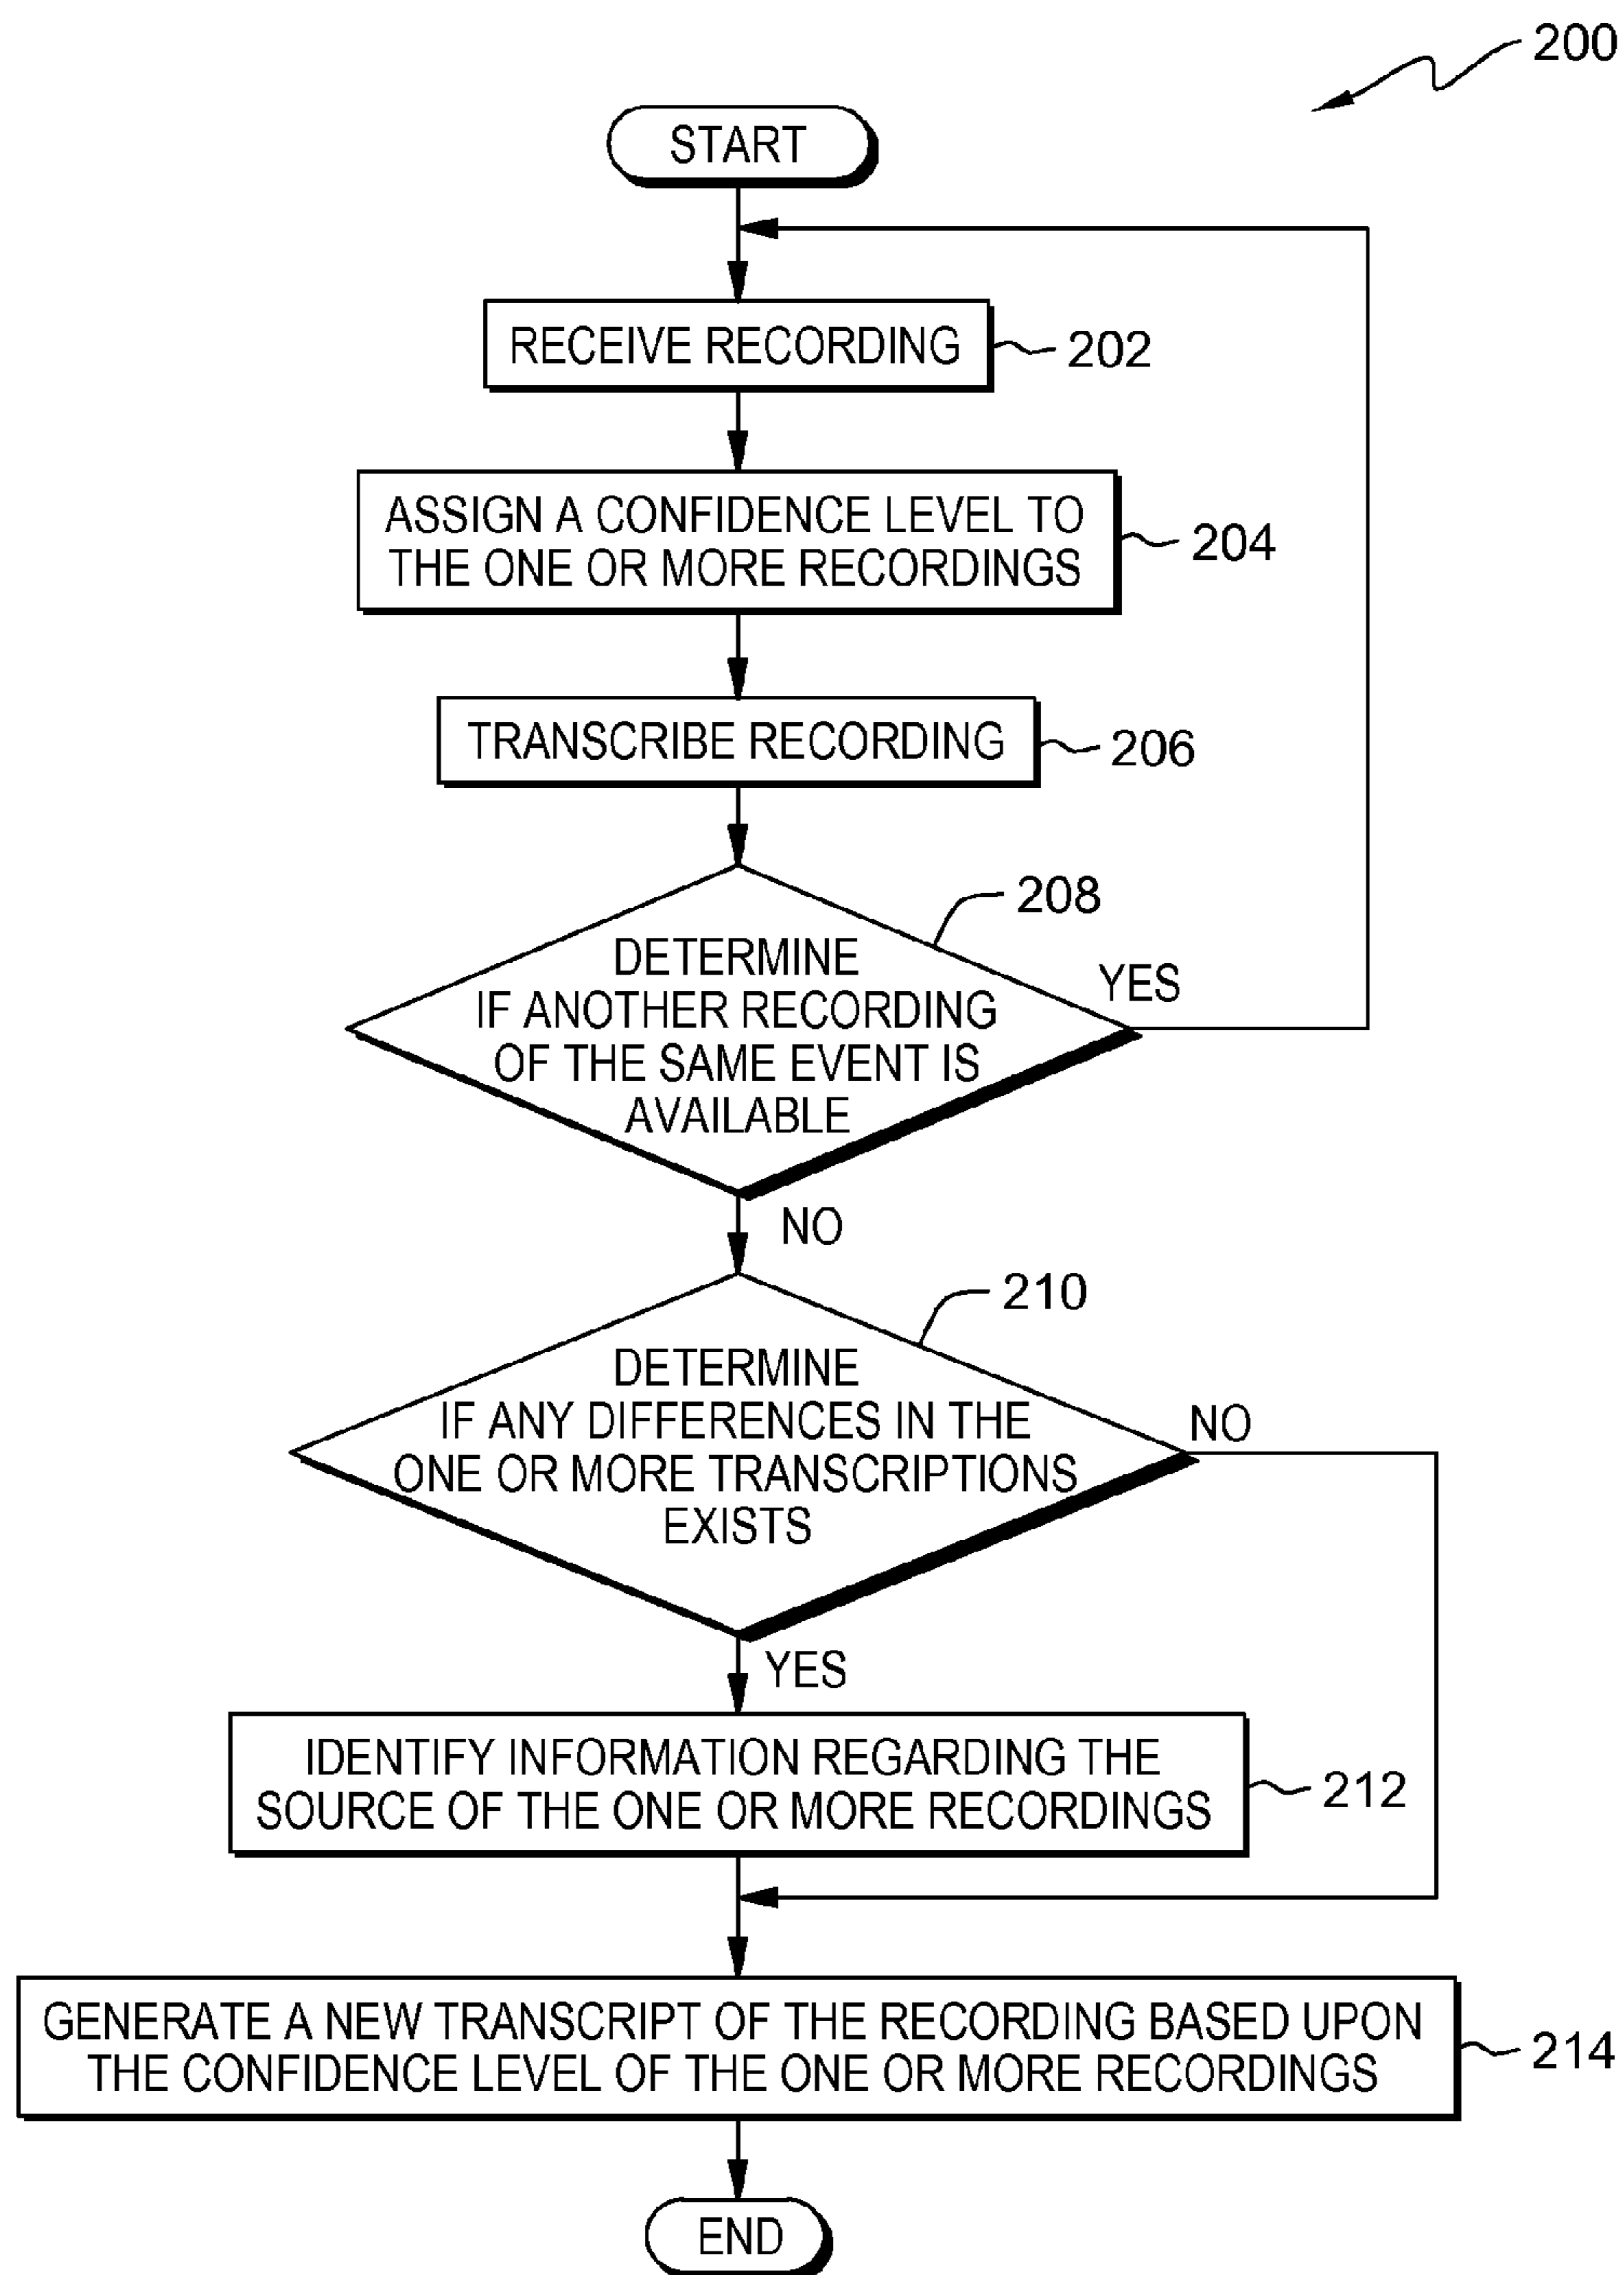 200
START
RECEIVE RECORDING
202
ASSIGN A CONFIDENCE LEVEL TO
THE ONE OR MORE RECORDINGS
204
TRANSCRIBE RECORDING
206
208
DETERMINE
IF ANOTHER RECORDING
OF THE SAME EVENT IS
AVAILABLE
YES
NO
210
DETERMINE
IF ANY DIFFERENCES IN THE
ONE OR MORE TRANSCRIPTIONS
EXISTS
NO
YES
IDENTIFY INFORMATION REGARDING THE
SOURCE OF THE ONE OR MORE RECORDINGS
212
GENERATE A NEW TRANSCRIPT OF THE RECORDING BASED UPON
THE CONFIDENCE LEVEL OF THE ONE OR MORE RECORDINGS
214
END